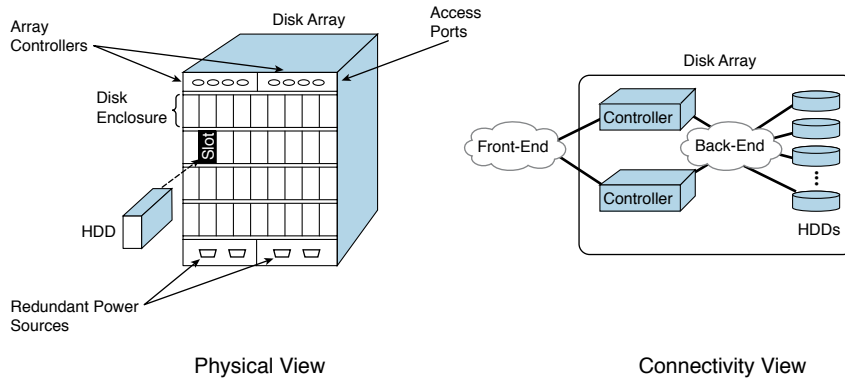 Array
Controllers
Disk Array
Access
Ports
Disk
Enclosure
Slot
HDD
Redundant Power
Sources
Physical View
Disk Array
Front-End
Controller
Controller
Back-End
HDDs
Connectivity View